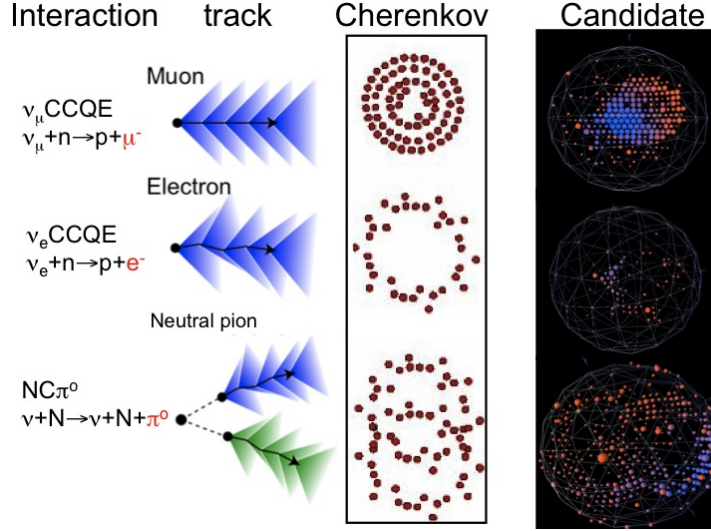 Interaction track Cherenkov Candidate
Muon
νμCCQE
νμ+n→p+μ-
Electron
νeCCQE
νe+n→p+e-
Neutral pion
NCπo
ν+N→ν+N+πo